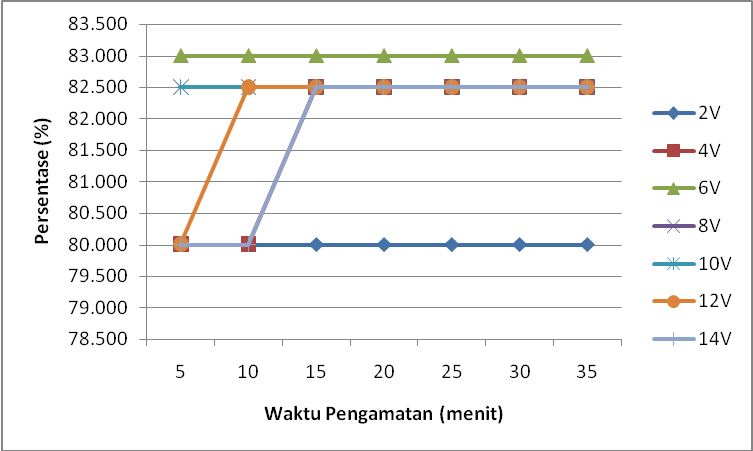 83.500
83.000
82.500
82.000
81.500
81.000
80.500
80.000
79.500
79.000
78.500
Persentase (%)
5 10 15 20 25 30 35
Waktu Pengamatan (menit)
2V
4V
6V
8V
10V
12V
14V